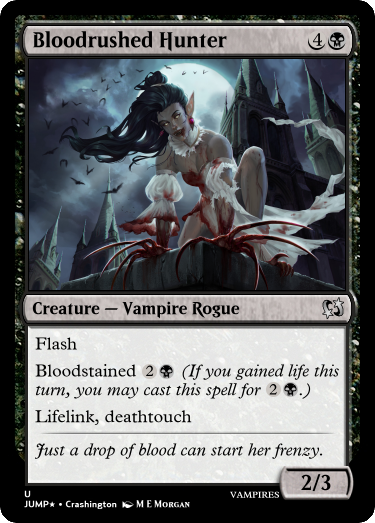 Bloodrushed Hunter 4
Creature — Vampire Rogue
Flash
Bloodstained 2 (If you gained life this
turn, you may cast this spell for 2 .)
Lifelink, deathtouch
Just a drop of blood can start her frenzy.
2/3
U
JUMP★ • Crashington M E Morgan
VAMPIRES